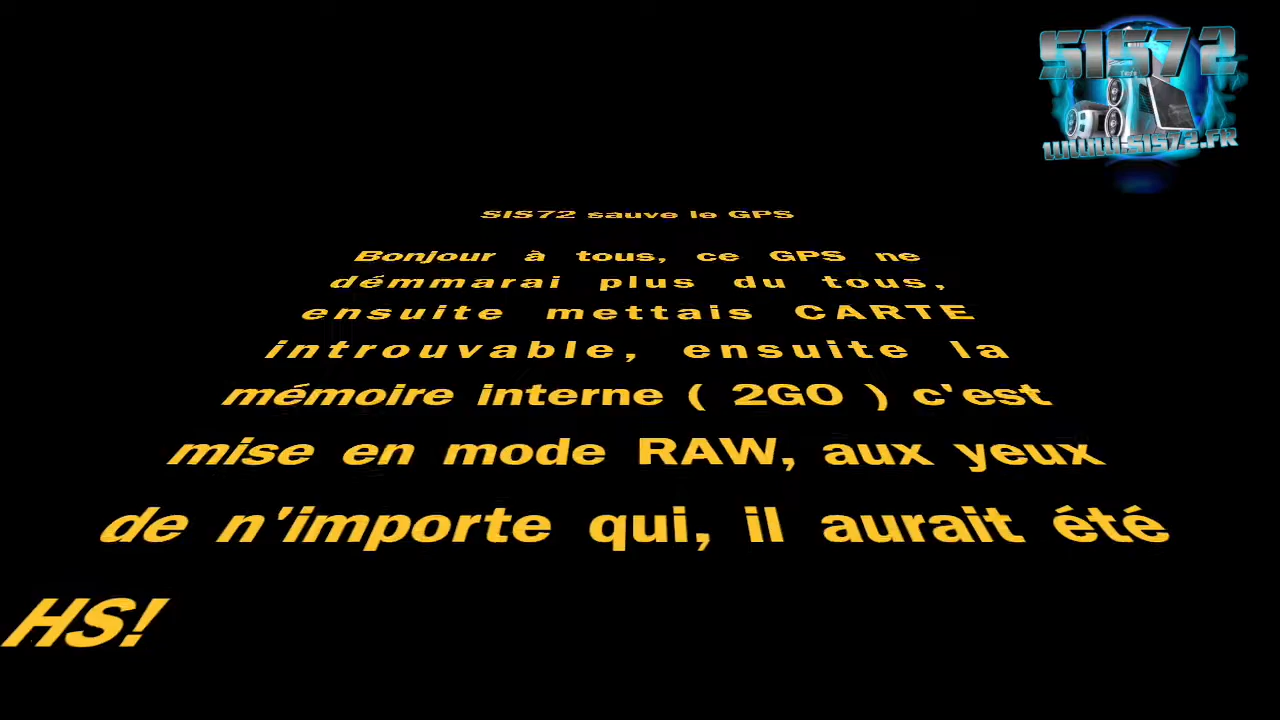 SIS72
WWW.SIS72.FR
SIS72 sauve le GPS
Bonjour à tous, ce GPS ne
démmarai plus du tous,
ensuite mettais CARTE
introuvable, ensuite la
mémoire interne ( 2GO ) c'est
mise en mode RAW, aux yeux
de n'importe qui, il aurait été
HS!